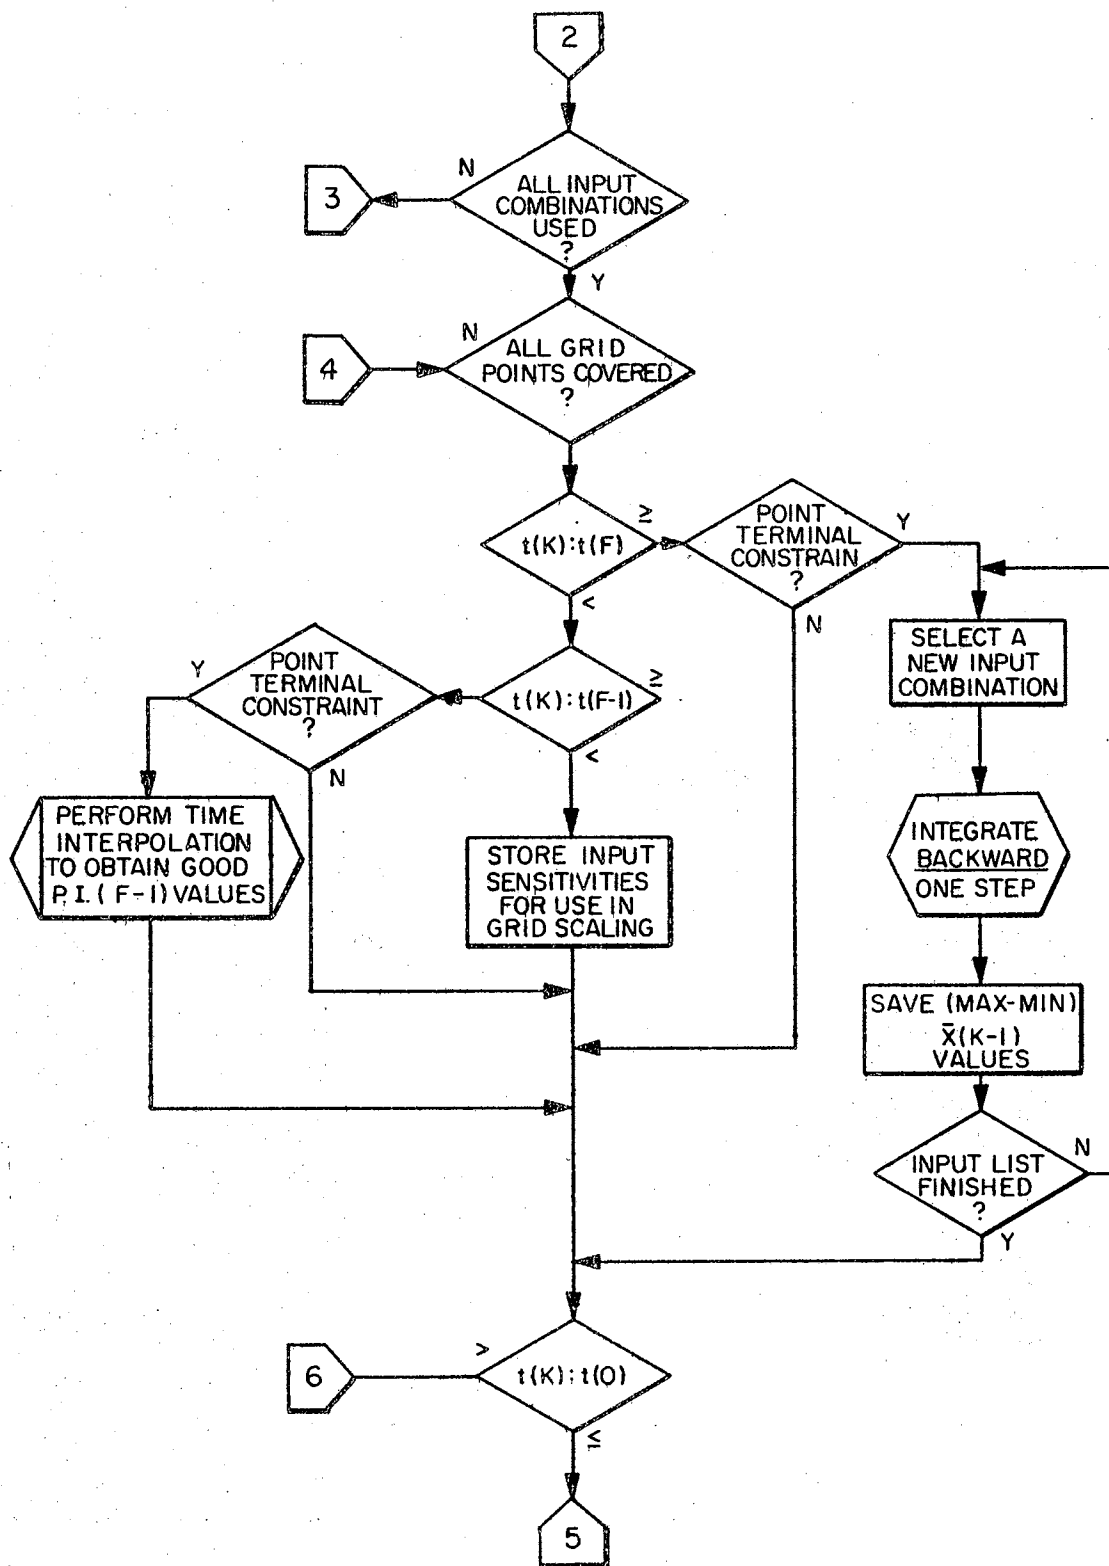 2
N
3
ALL INPUT
COMBINATIONS
USED
?
Y
N
4
ALL GRID
POINTS COVERED
?
t(K):t(F)
≥
<
POINT
TERMINAL
CONSTRAIN
?
Y
N
SELECT A
NEW INPUT
COMBINATION
Y
POINT
TERMINAL
CONSTRAINT
?
N
t(K):t(F-1)
≥
<
PERFORM TIME
INTERPOLATION
TO OBTAIN GOOD
P.I.(F-1) VALUES
STORE INPUT
SENSITIVITIES
FOR USE IN
GRID SCALING
INTEGRATE
BACKWARD
ONE STEP
SAVE (MAX-MIN)
x̄(K-1)
VALUES
INPUT LIST
FINISHED
?
N
Y
>
6
t(K):t(O)
≤
5